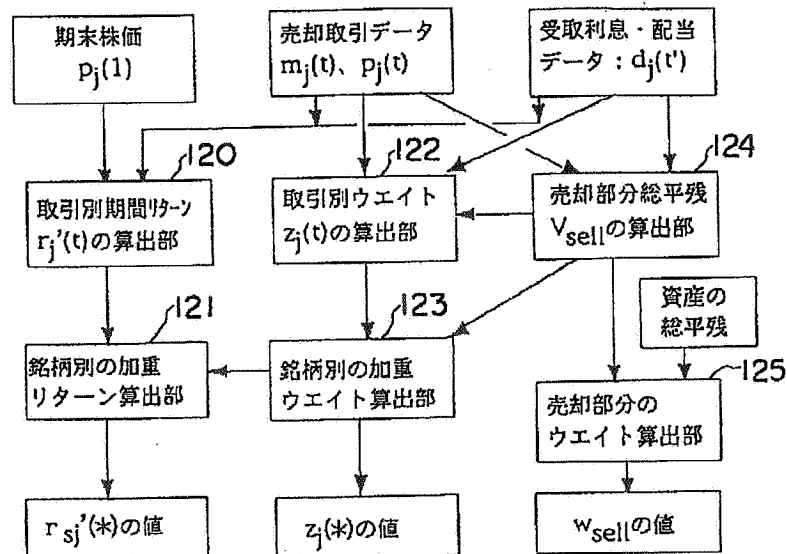 期末株価
pj(1)
売却取引データ
mj(t)、pj(t)
受取利息・配当
データ：dj(t')
120
122
124
取引別期間リターン
rj'(t)の算出部
取引別ウエイト
zj(t)の算出部
売却部分総平残
Vsellの算出部
資産の
総平残
121
123
125
銘柄別の加重
リターン算出部
銘柄別の加重
ウエイト算出部
売却部分の
ウエイト算出部
rsj'(*)の値
zj(*)の値
wsellの値